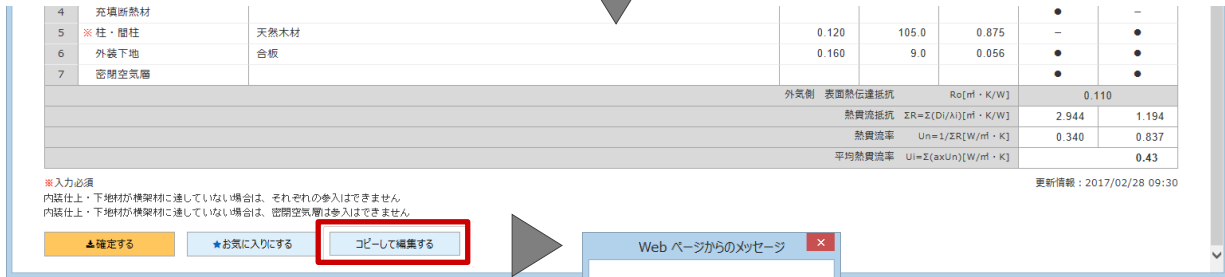 4 充填断熱材 ● －
5 ※ 柱・間柱 天然木材 0.120 105.0 0.875 － ●
6 外装下地 合板 0.160 9.0 0.056 ● ●
7 密閉空気層 ● ●
外気側 表面熱伝達抵抗 Ro[㎡・K/W] 0.110
熱貫流抵抗 ΣR=Σ(Di/λi)[㎡・K/W] 2.944 1.194
熱貫流率 Un=1/ΣR[W/㎡・K] 0.340 0.837
平均熱貫流率 Ui=Σ(axUn)[W/㎡・K] 0.43
※入力必須 更新情報：2017/02/28 09:30
内装仕上・下地材が横架材に達していない場合は、それぞれの参入はできません
内装仕上・下地材が横架材に達していない場合は、密閉空気層は参入はできません
確定する ★お気に入りにする コピーして編集する
Web ページからのメッセージ ×